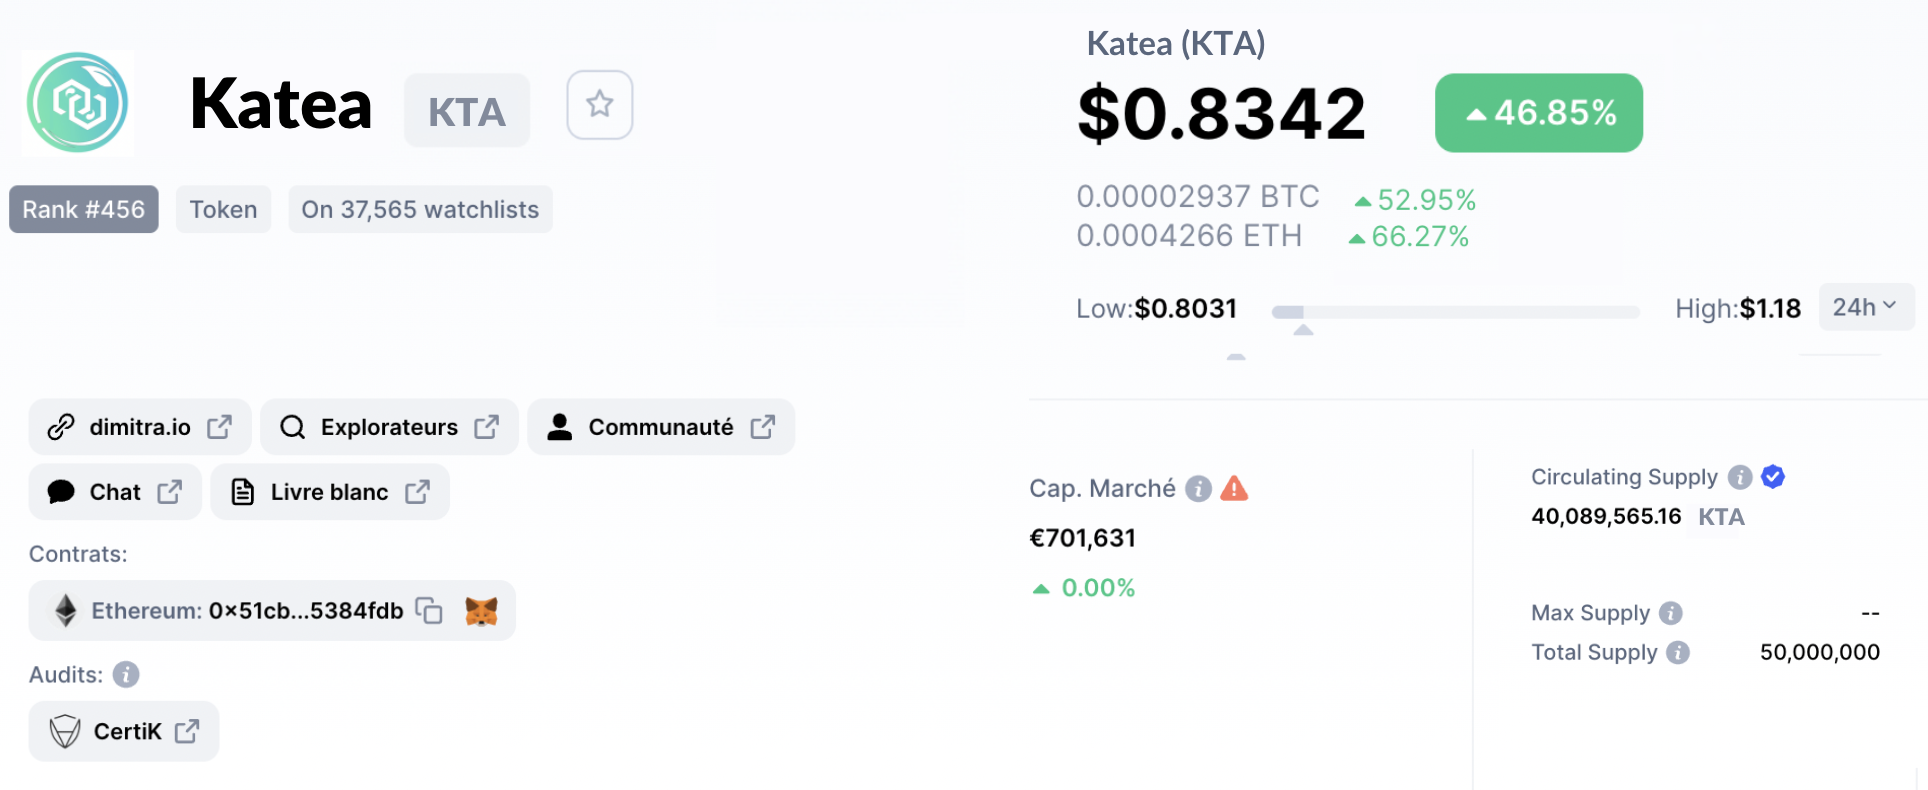 Katea KTA
Rank #456 Token On 37,565 watchlists
Katea (KTA)
$0.8342 46.85%
0.00002937 BTC 52.95%
0.0004266 ETH 66.27%
Low:$0.8031 High:$1.18 24h
dimitra.io Explorateurs Communauté
Chat Livre blanc
Contrats:
Ethereum: 0x51cb...5384fdb
Audits:
CertiK
Cap. Marché
€701,631
0.00%
Circulating Supply
40,089,565.16 KTA
Max Supply --
Total Supply 50,000,000